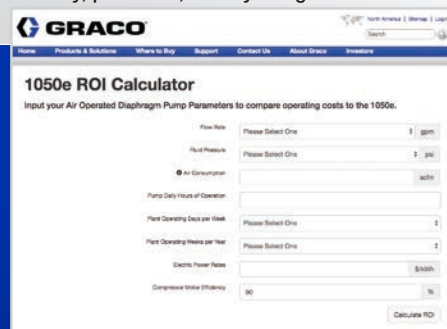 GRACO
North America | Sitemap | Login
Search
Home Products & Solutions Where to Buy Support Contact Us About Graco Investors
1050e ROI Calculator
Input your Air Operated Diaphragm Pump Parameters to compare operating costs to the 1050e.
Flow Rate Please Select One gpm
Fluid Pressure Please Select One psi
Air Consumption scfm
Pump Daily Hours of Operation
Plant Operating Days per Week Please Select One
Plant Operating Weeks per Year Please Select One
Electric Power Rates $/kWh
Compressor Motor Efficiency 90 %
Calculate ROI